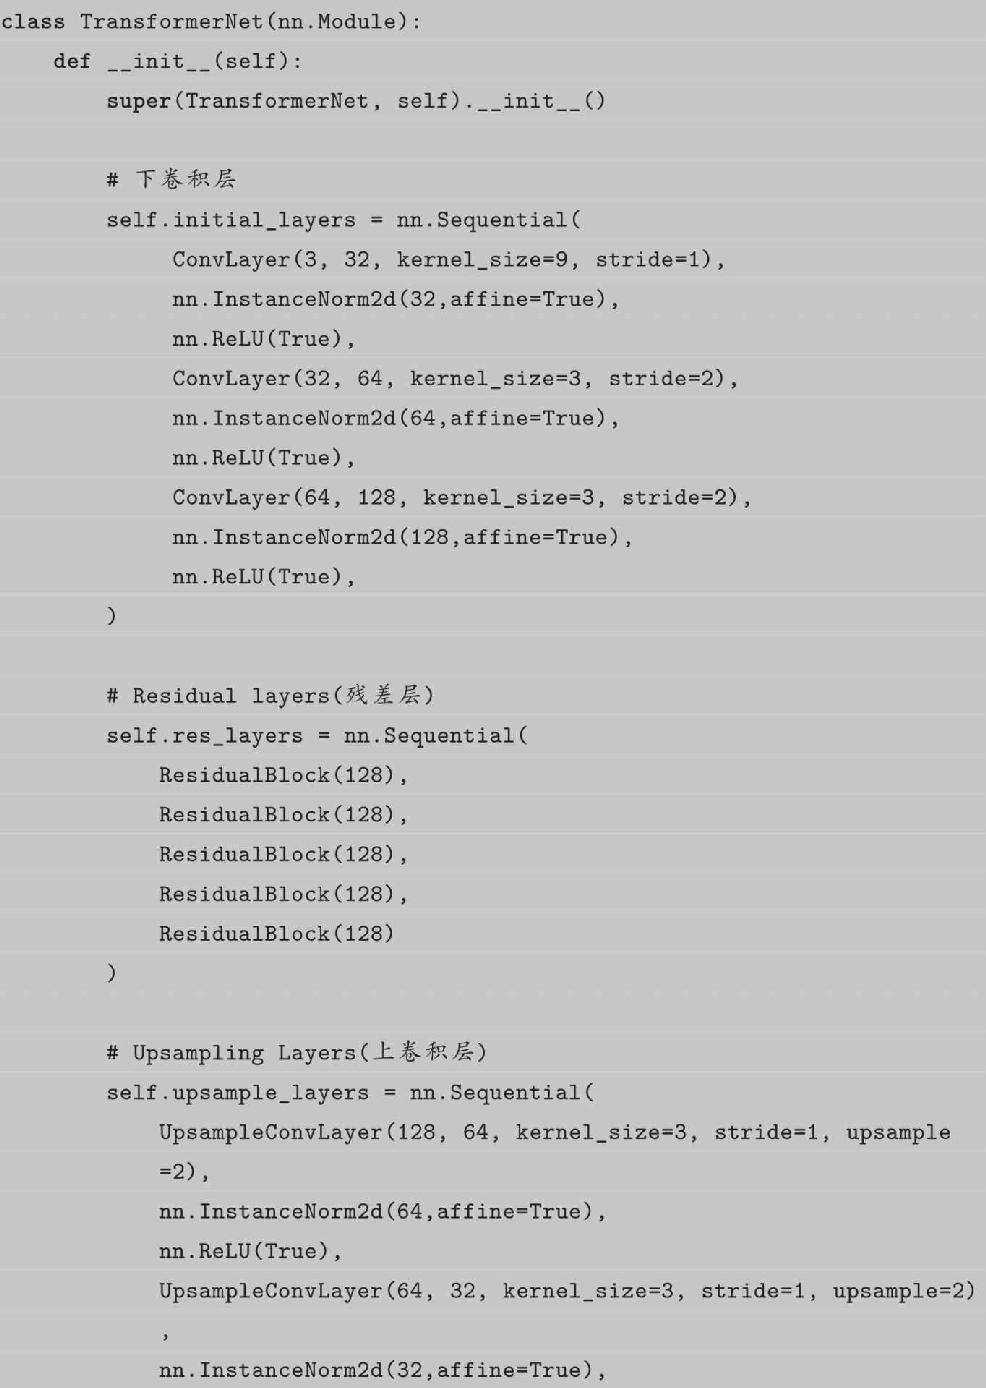 class TransformerNet(nn.Module):
    def __init__(self):
        super(TransformerNet, self).__init__()

        # 下卷积层
        self.initial_layers = nn.Sequential(
             ConvLayer(3, 32, kernel_size=9, stride=1),
             nn.InstanceNorm2d(32,affine=True),
             nn.ReLU(True),
             ConvLayer(32, 64, kernel_size=3, stride=2),
             nn.InstanceNorm2d(64,affine=True),
             nn.ReLU(True),
             ConvLayer(64, 128, kernel_size=3, stride=2),
             nn.InstanceNorm2d(128,affine=True),
             nn.ReLU(True),
        )

        # Residual layers(残差层)
        self.res_layers = nn.Sequential(
            ResidualBlock(128),
            ResidualBlock(128),
            ResidualBlock(128),
            ResidualBlock(128),
            ResidualBlock(128)
        )

        # Upsampling Layers(上卷积层)
        self.upsample_layers = nn.Sequential(
            UpsampleConvLayer(128, 64, kernel_size=3, stride=1, upsample
            =2),
            nn.InstanceNorm2d(64,affine=True),
            nn.ReLU(True),
            UpsampleConvLayer(64, 32, kernel_size=3, stride=1, upsample=2)
            ,
            nn.InstanceNorm2d(32,affine=True),